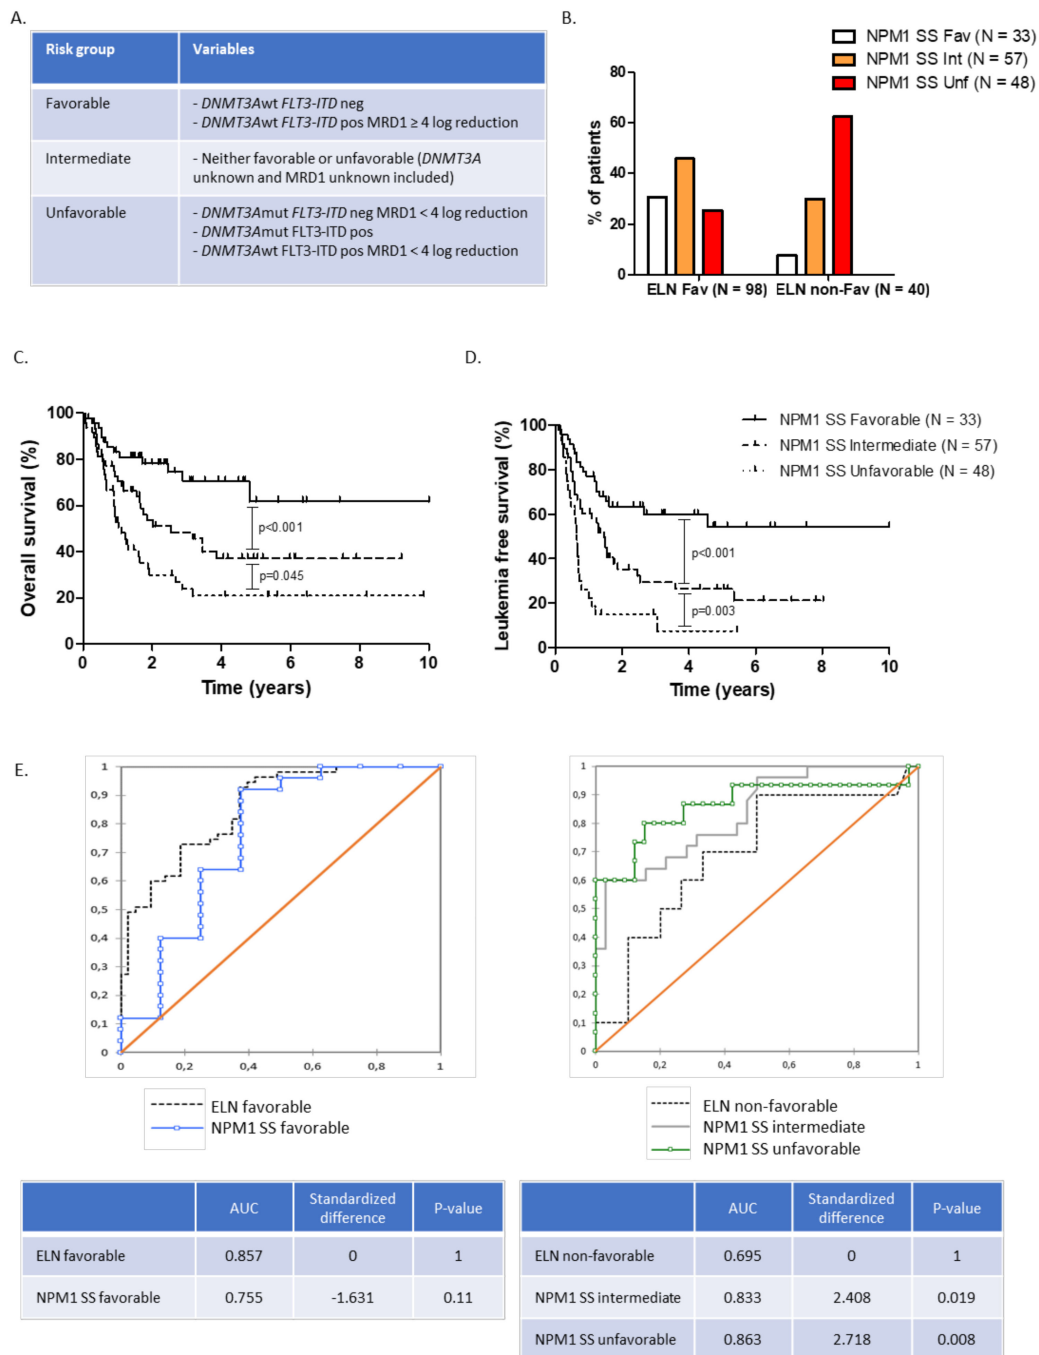 A.
Risk group Variables
Favorable
- DNMT3Awt FLT3-ITD neg
- DNMT3Awt FLT3-ITD pos MRD1 ≥ 4 log reduction
Intermediate
- Neither favorable or unfavorable (DNMT3A
unknown and MRD1 unknown included)
Unfavorable
- DNMT3Amut FLT3-ITD neg MRD1 < 4 log reduction
- DNMT3Amut FLT3-ITD pos
- DNMT3Awt FLT3-ITD pos MRD1 < 4 log reduction
B.
NPM1 SS Fav (N = 33)
NPM1 SS Int (N = 57)
NPM1 SS Unf (N = 48)
% of patients
80
60
40
20
0
ELN Fav (N = 98) ELN non-Fav (N = 40)
C.
Overall survival (%)
100
80
60
40
20
0
p<0.001
p=0.045
0 2 4 6 8 10
Time (years)
D.
Leukemia free survival (%)
100
80
60
40
20
0
NPM1 SS Favorable (N = 33)
NPM1 SS Intermediate (N = 57)
NPM1 SS Unfavorable (N = 48)
p<0.001
p=0.003
0 2 4 6 8 10
Time (years)
E.
1
0,9
0,8
0,7
0,6
0,5
0,4
0,3
0,2
0,1
0
0 0,2 0,4 0,6 0,8 1
ELN favorable
NPM1 SS favorable
1
0,9
0,8
0,7
0,6
0,5
0,4
0,3
0,2
0,1
0
0 0,2 0,4 0,6 0,8 1
ELN non-favorable
NPM1 SS intermediate
NPM1 SS unfavorable
AUC Standardized difference P-value
ELN favorable 0.857 0 1
NPM1 SS favorable 0.755 -1.631 0.11
AUC Standardized difference P-value
ELN non-favorable 0.695 0 1
NPM1 SS intermediate 0.833 2.408 0.019
NPM1 SS unfavorable 0.863 2.718 0.008